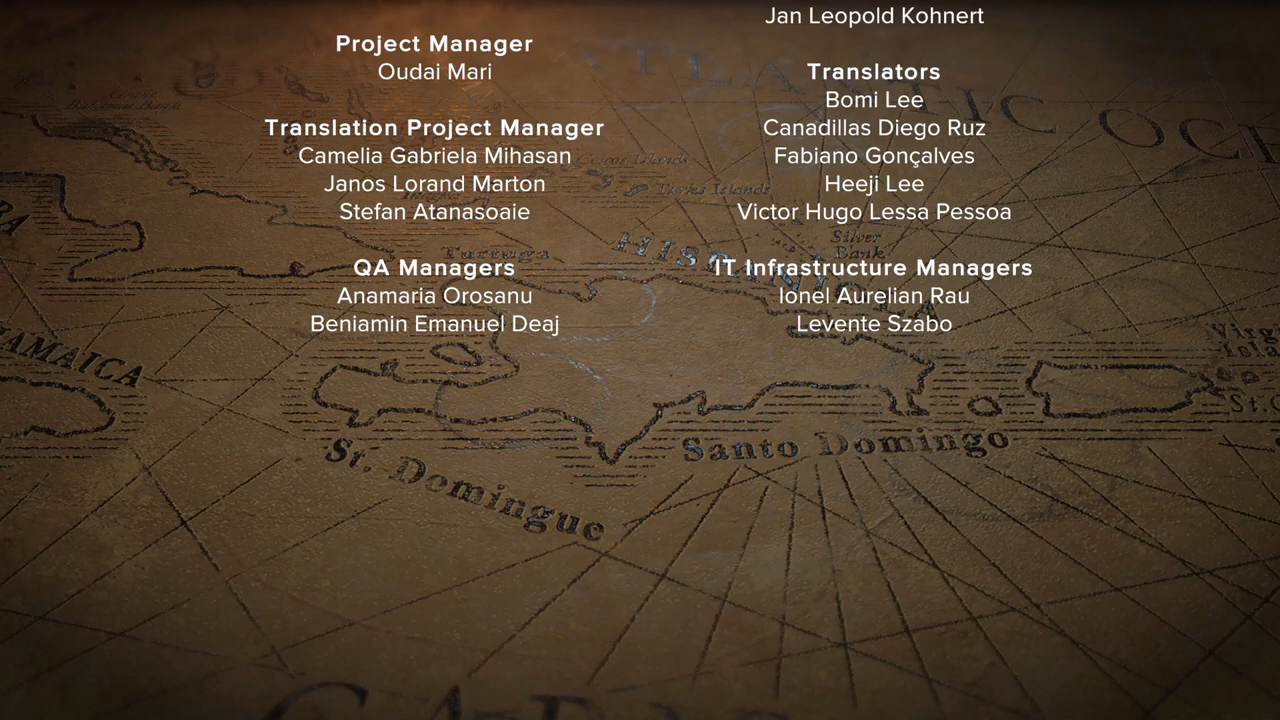 Jan Leopold Kohnert
Project Manager
Oudai Mari
Translation Project Manager
Camelia Gabriela Mihasan
Janos Lorand Marton
Stefan Atanasoaie
QA Managers
Anamaria Orosanu
Beniamin Emanuel Deaj
Translators
Bomi Lee
Canadillas Diego Ruz
Fabiano Gonçalves
Heeji Lee
Victor Hugo Lessa Pessoa
IT Infrastructure Managers
Ionel Aurelian Rau
Levente Szabo
Turks Islands
Silver
Bank
Tortuga
HISPANIOLA
JAMAICA
St. Domingue
Santo Domingo